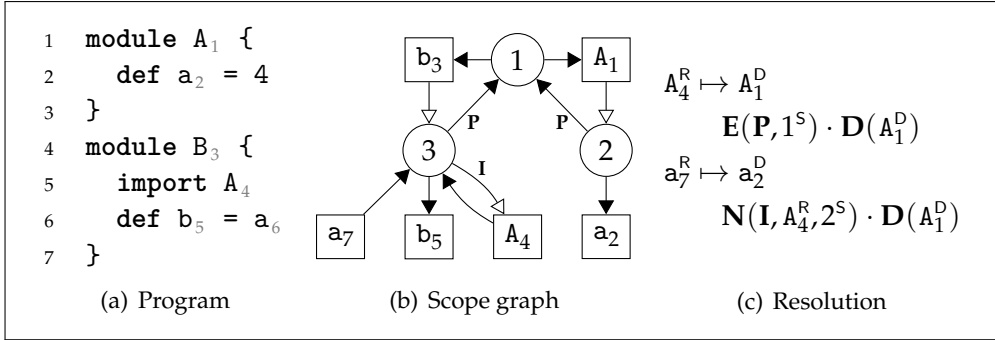 1 module A₁ {
2 def a₂ = 4
3 }
4 module B₃ {
5 import A₄
6 def b₅ = a₆
7 }
(a) Program
b₃ 1 A₁
P P
3 2
I
a₇ b₅ A₄ a₂
(b) Scope graph
A₄ᴿ ↦ A₁ᴰ
E(P, 1ˢ) · D(A₁ᴰ)
a₇ᴿ ↦ a₂ᴰ
N(I, A₄ᴿ, 2ˢ) · D(A₁ᴰ)
(c) Resolution